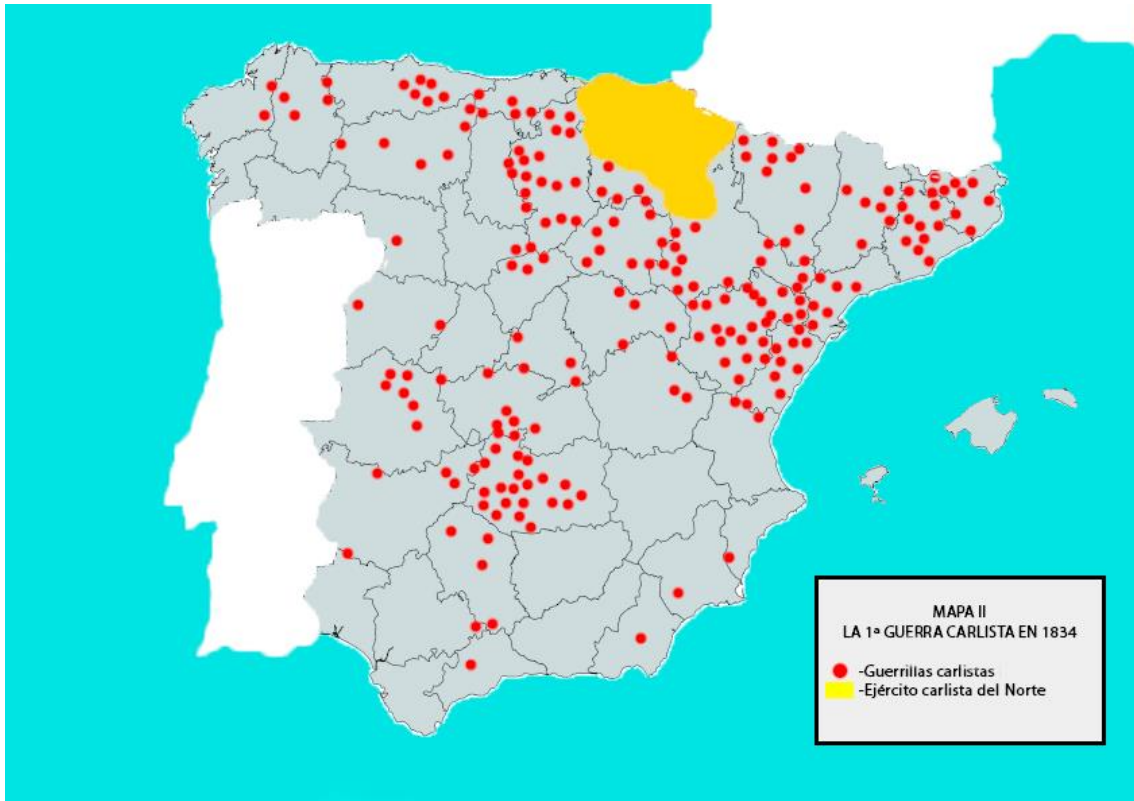 MAPA II
LA 1ª GUERRA CARLISTA EN 1834
-Guerrillas carlistas
-Ejército carlista del Norte